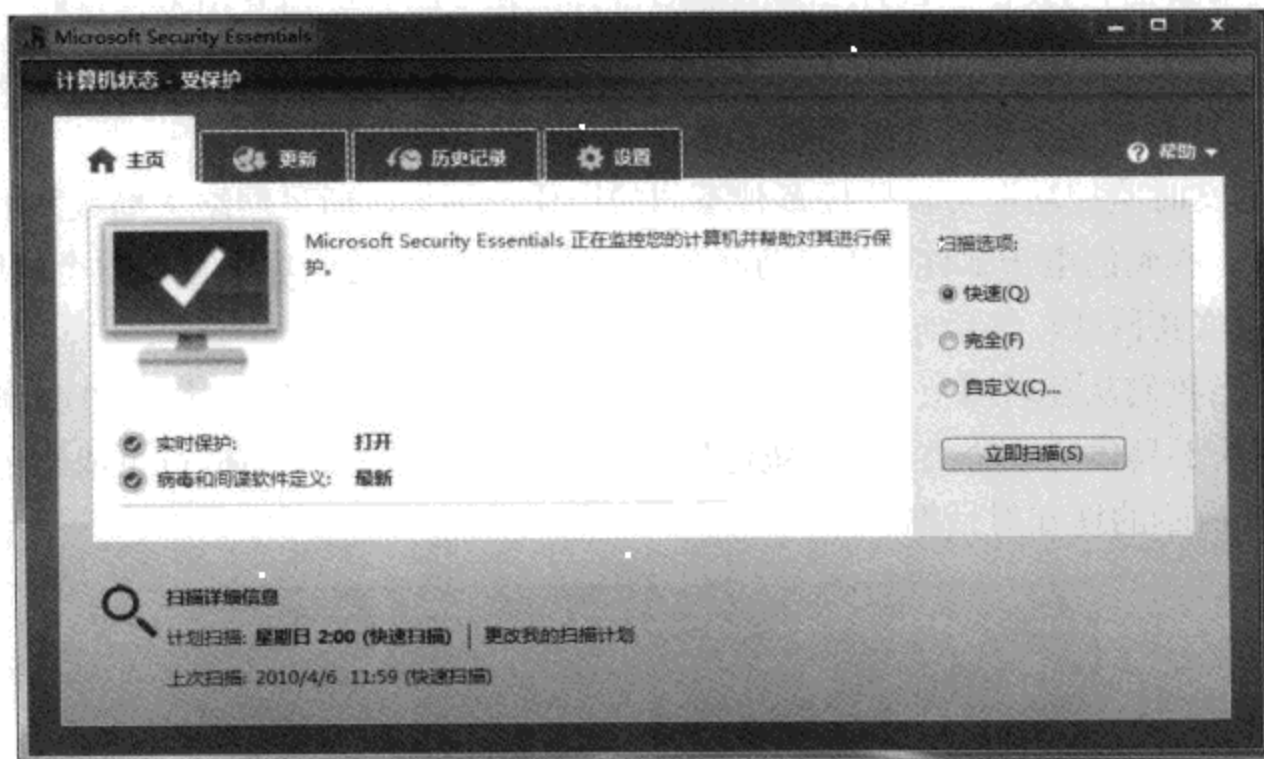 Microsoft Security Essentials
计算机状态 - 受保护
主页
更新
历史记录
设置
帮助
Microsoft Security Essentials 正在监控您的计算机并帮助对其进行保
护。
实时保护: 打开
病毒和间谍软件定义: 最新
扫描选项:
快速(Q)
完全(F)
自定义(C)...
立即扫描(S)
扫描详细信息
计划扫描: 星期日 2:00 (快速扫描) | 更改我的扫描计划
上次扫描: 2010/4/6 11:59 (快速扫描)